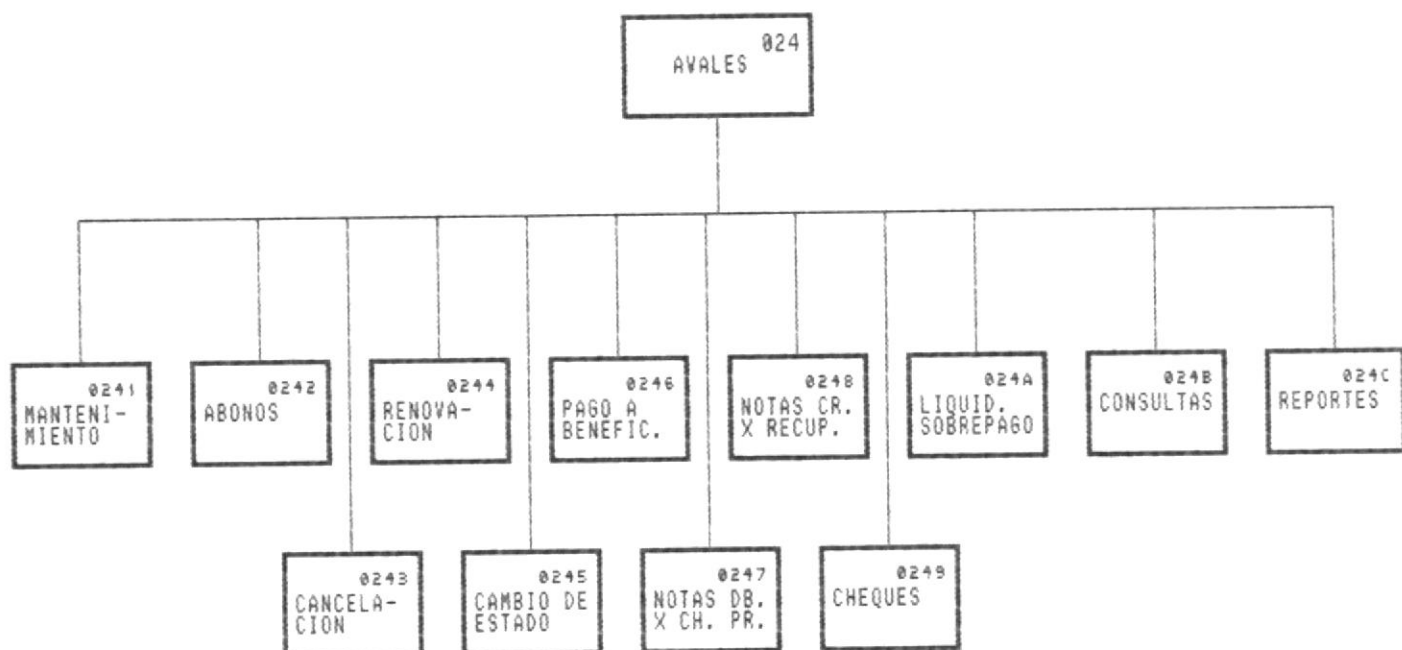 024
AVALES
0241
MANTENI-
MIENTO
0242
ABONOS
0244
RENOVA-
CION
0246
PAGO A
BENEFIC.
0248
NOTAS CR.
X RECUP.
024A
LIQUID.
SOBREPAGO
024B
CONSULTAS
024C
REPORTES
0243
CANCELA-
CION
0245
CAMBIO DE
ESTADO
0247
NOTAS DB.
X CH. PR.
0249
CHEQUES